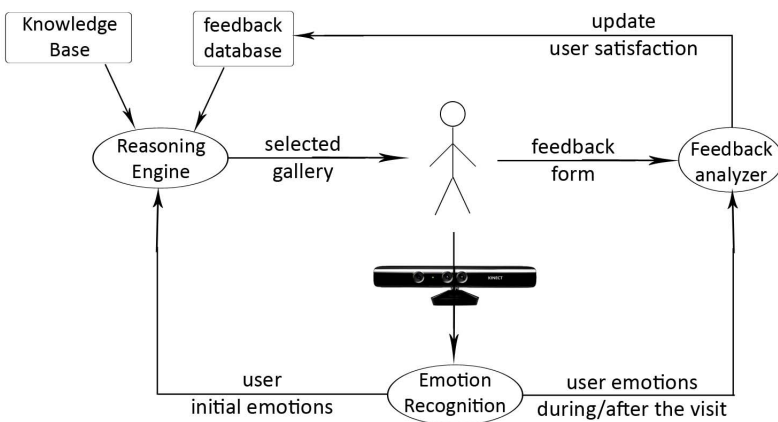 Knowledge
Base
feedback
database
update
user satisfaction
Reasoning
Engine
selected
gallery
feedback
form
Feedback
analyzer
KINECT
user
initial emotions
Emotion
Recognition
user emotions
during/after the visit